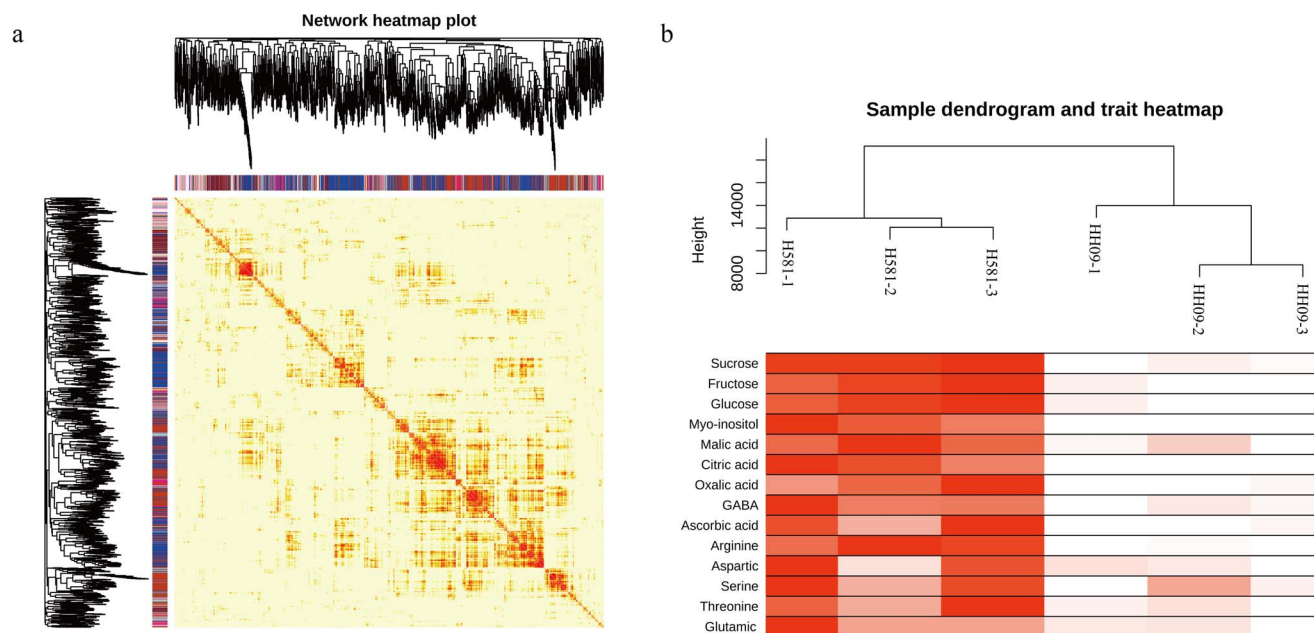 a
Network heatmap plot
b
Sample dendrogram and trait heatmap
Height
14000
8000
H581-1
H581-2
H581-3
HH09-1
HH09-2
HH09-3
Sucrose
Fructose
Glucose
Myo-inositol
Malic acid
Citric acid
Oxalic acid
GABA
Ascorbic acid
Arginine
Aspartic
Serine
Threonine
Glutamic